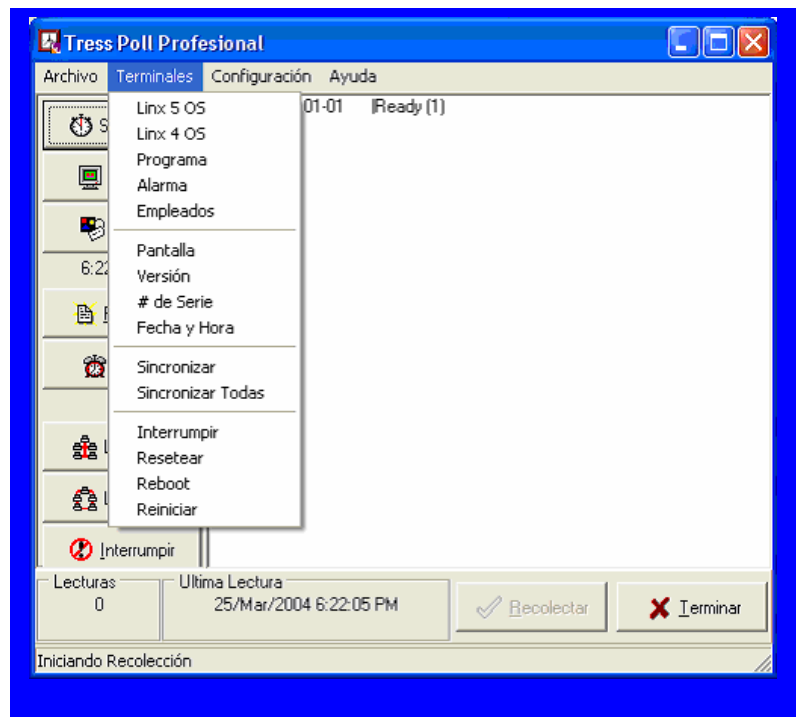 Tress Poll Profesional
Archivo Terminales Configuración Ayuda
Linx 5 OS
Linx 4 OS
Programa
Alarma
Empleados
Pantalla
Versión
# de Serie
Fecha y Hora
Sincronizar
Sincronizar Todas
Interrumpir
Resetear
Reboot
Reiniciar
01-01 |Ready (1)
S
6:22
L
L
Interrumpir
Lecturas
0
Ultima Lectura
25/Mar/2004 6:22:05 PM
Recolectar
Terminar
Iniciando Recolección